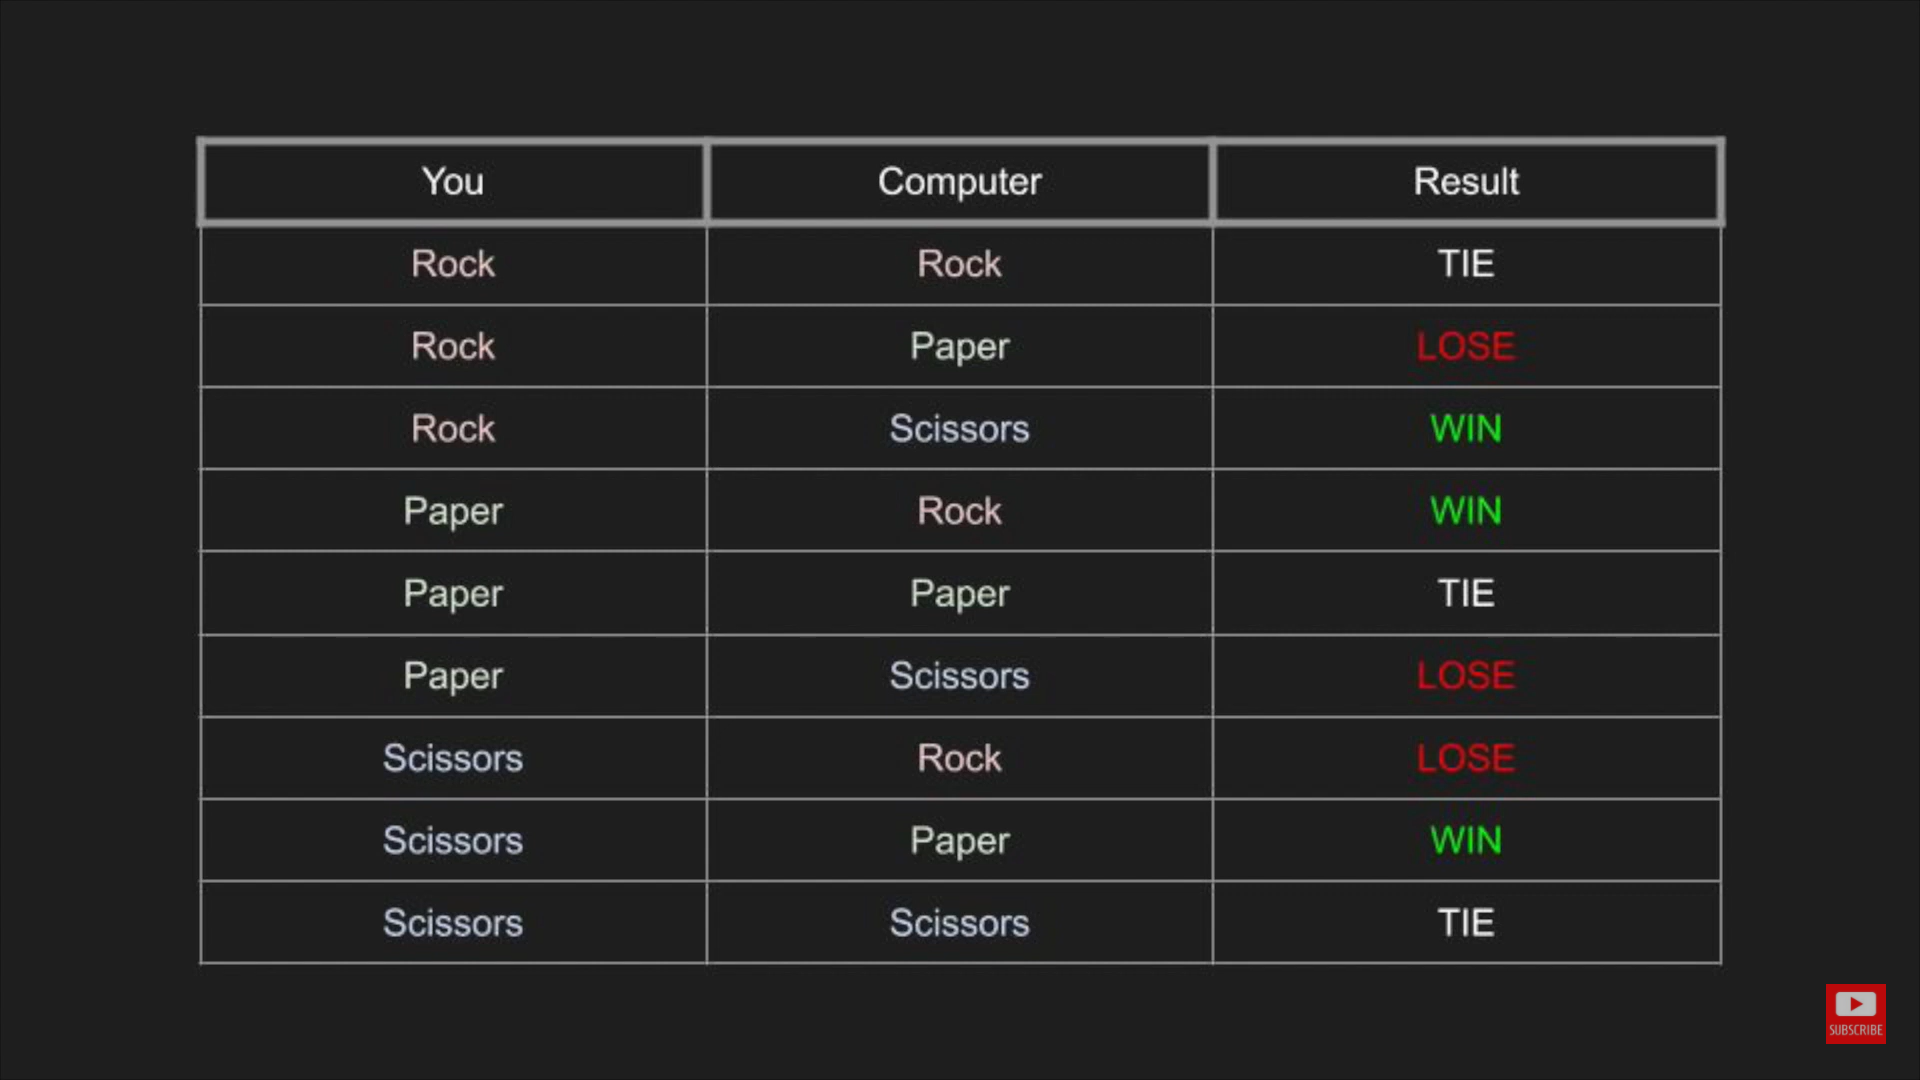 You Computer Result
Rock Rock TIE
Rock Paper LOSE
Rock Scissors WIN
Paper Rock WIN
Paper Paper TIE
Paper Scissors LOSE
Scissors Rock LOSE
Scissors Paper WIN
Scissors Scissors TIE
SUBSCRIBE